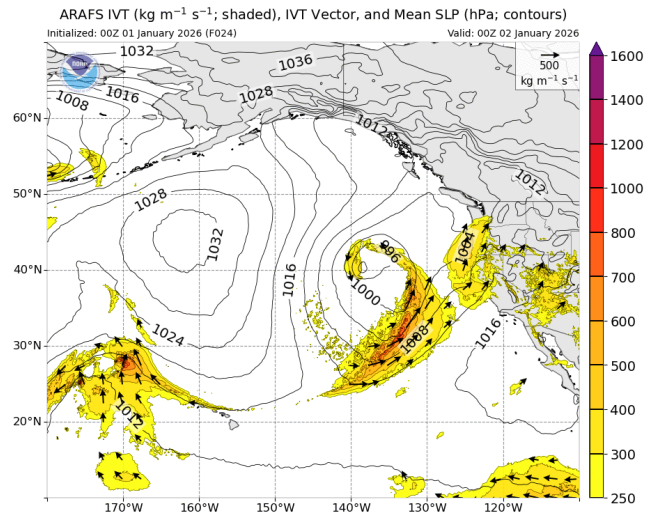 ARAFS IVT (kg m⁻¹ s⁻¹; shaded), IVT Vector, and Mean SLP (hPa; contours)
Initialized: 00Z 01 January 2026 (F024) Valid: 00Z 02 January 2026
noaa
500
kg m⁻¹ s⁻¹
1032
1036
1016
1008
1028
1012
1012
1028
1032
1016
996
1000
1004
1008
1024
1016
1012
60°N
50°N
40°N
30°N
20°N
170°W 160°W 150°W 140°W 130°W 120°W
1600
1400
1200
1000
800
700
600
500
400
300
250